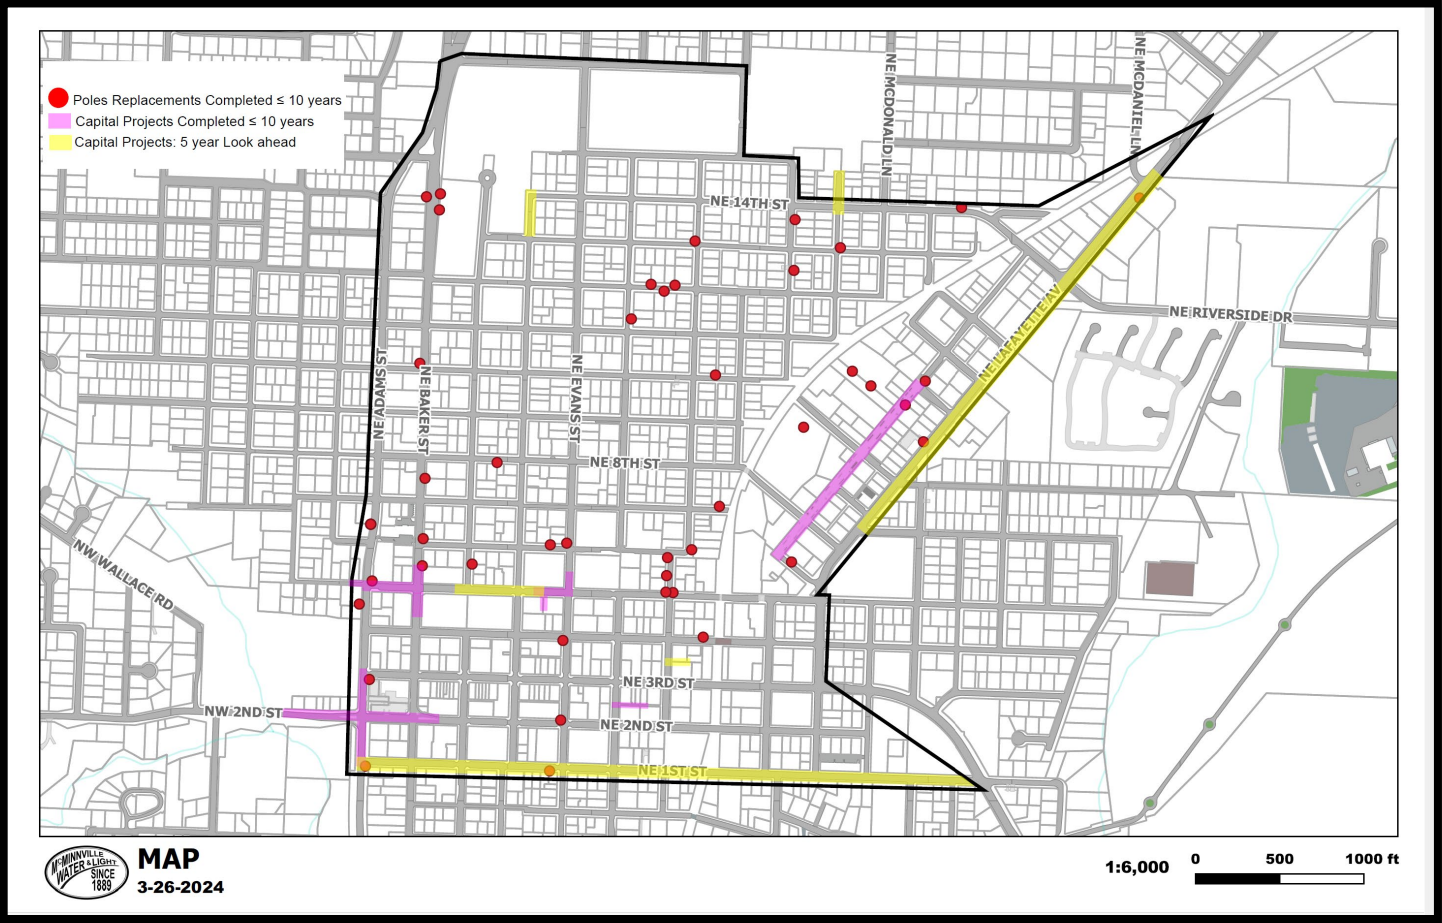 Poles Replacements Completed ≤ 10 years
Capital Projects Completed ≤ 10 years
Capital Projects: 5 year Look ahead
NE MCDONALD LN
NE MCDANIEL LN
NE 14TH ST
NE RIVERSIDE DR
NE LAFAYETTE AV
NE ADAMS ST
NE BAKER ST
NE EVANS ST
NE 8TH ST
NW WALLACE RD
NE 3RD ST
NW 2ND ST
NE 2ND ST
NE 1ST ST
McMINNVILLE
WATER & LIGHT
SINCE
1889
MAP
3-26-2024
1:6,000
0 500 1000 ft